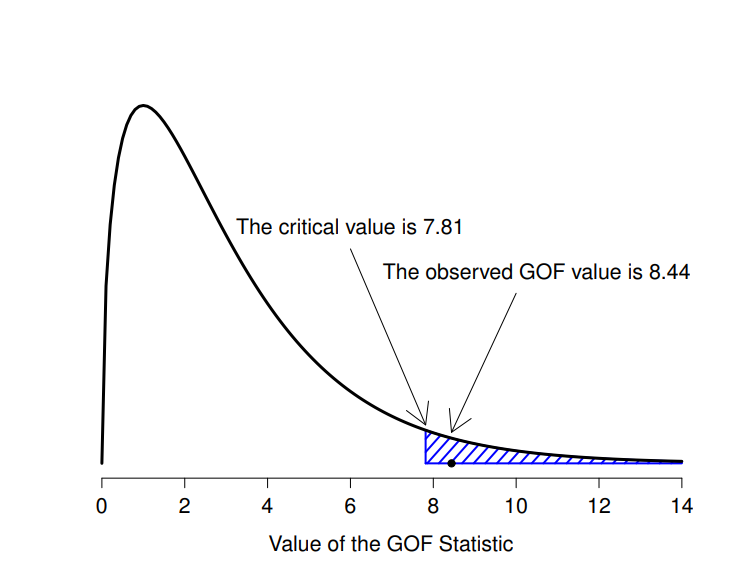 The critical value is 7.81
The observed GOF value is 8.44
0 2 4 6 8 10 12 14
Value of the GOF Statistic